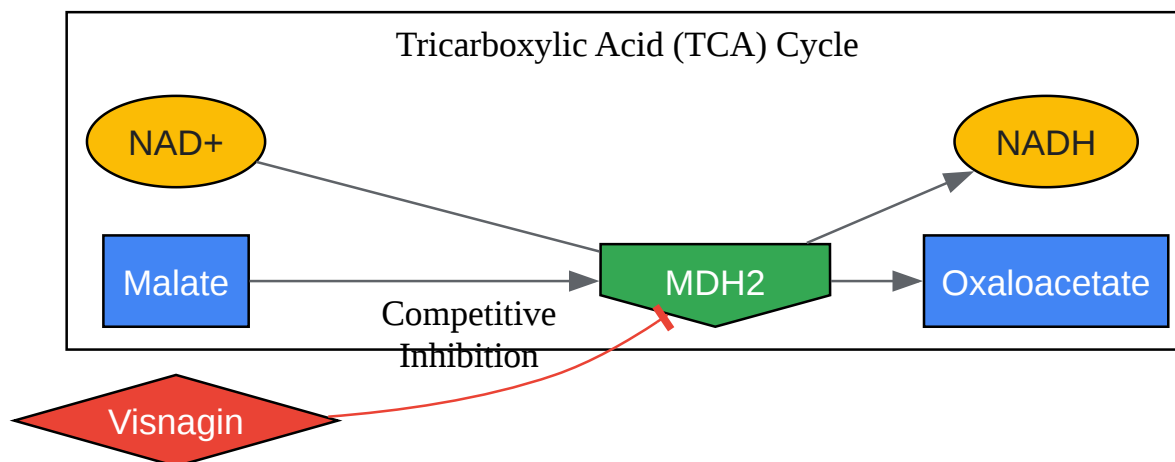 Tricarboxylic Acid (TCA) Cycle
NAD+
NADH
Malate
MDH2
Oxaloacetate
Competitive
Inhibition
Visnagin